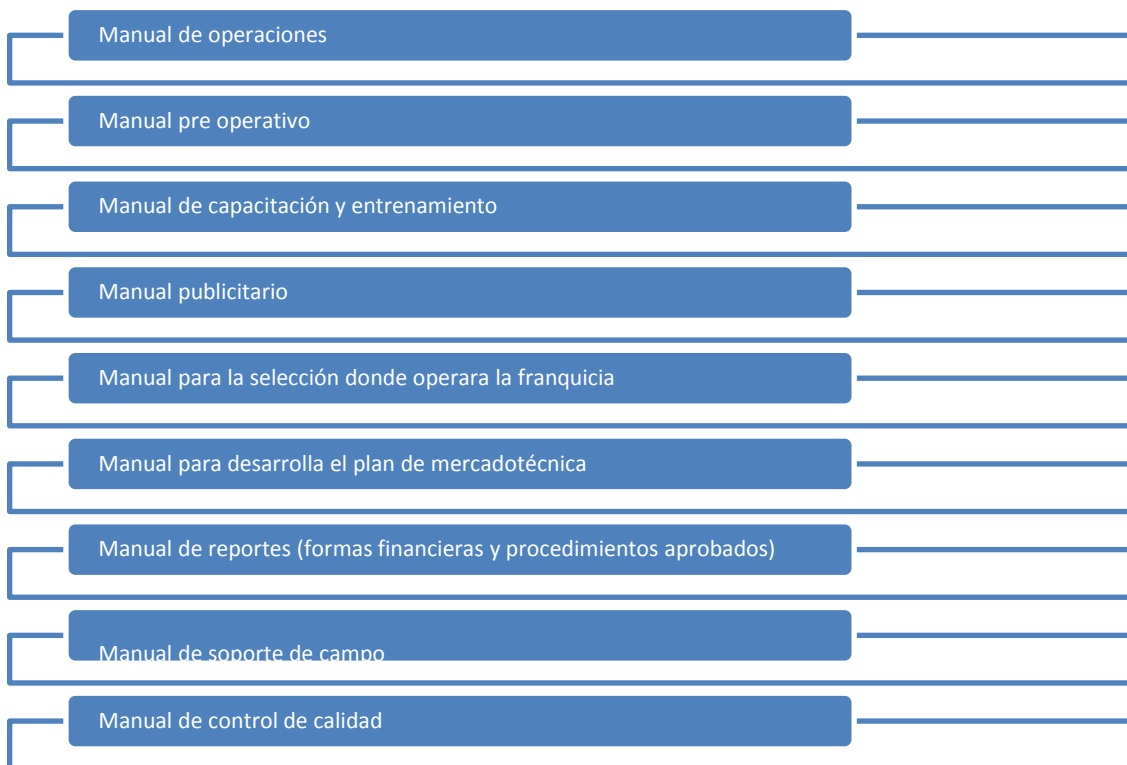 Manual de operaciones
Manual pre operativo
Manual de capacitación y entrenamiento
Manual publicitario
Manual para la selección donde operara la franquicia
Manual para desarrolla el plan de mercadotécnica
Manual de reportes (formas financieras y procedimientos aprobados)
Manual de soporte de campo
Manual de control de calidad